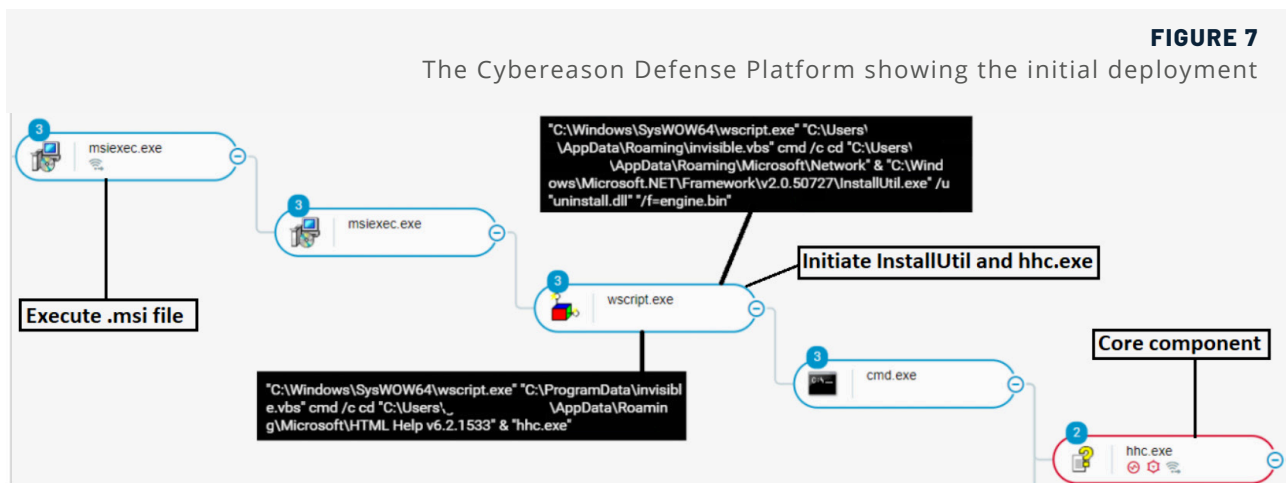 FIGURE 7
The Cybereason Defense Platform showing the initial deployment
3
msiexec.exe
Execute .msi file
3
msiexec.exe
"C:\Windows\SysWOW64\wscript.exe" "C:\Users\
\AppData\Roaming\invisible.vbs" cmd /c cd "C:\Users\
\AppData\Roaming\Microsoft\Network" & "C:\Wind
ows\Microsoft.NET\Framework\v2.0.50727\InstallUtil.exe" /u
"uninstall.dll" "/f=engine.bin"
Initiate InstallUtil and hhc.exe
3
wscript.exe
"C:\Windows\SysWOW64\wscript.exe" "C:\ProgramData\invisibl
e.vbs" cmd /c cd "C:\Users\
\AppData\Roamin
g\Microsoft\HTML Help v6.2.1533" & "hhc.exe"
3
cmd.exe
Core component
2
hhc.exe